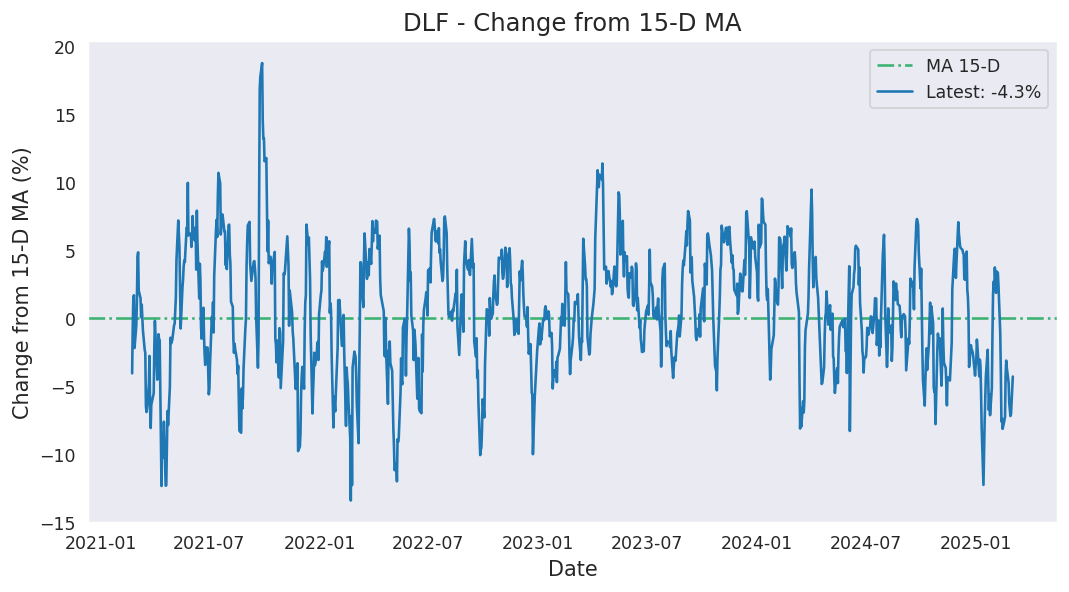 DLF - Change from 15-D MA
MA 15-D
Latest: -4.3%
Change from 15-D MA (%)
20
15
10
5
0
−5
−10
−15
2021-01 2021-07 2022-01 2022-07 2023-01 2023-07 2024-01 2024-07 2025-01
Date